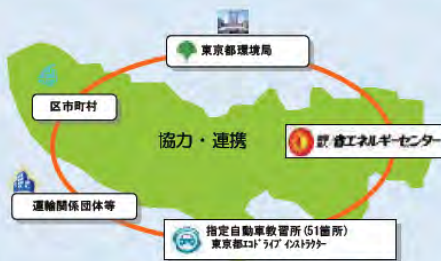 東京都環境局
区市町村
協力・連携
省エネルギーセンター
運輸関係団体等
指定自動車教習所(51箇所)
東京都エコドライブインストラクター